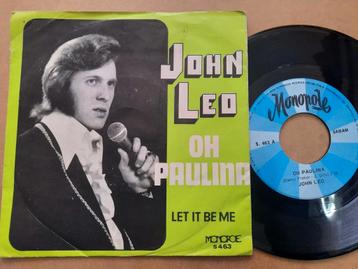 JOHN
LEO
OH
PAULINA
LET IT BE ME
MONOPOLE
S 463
Monopole
SABAM
S. 463 A
OH PAULINA
JOHN LEO